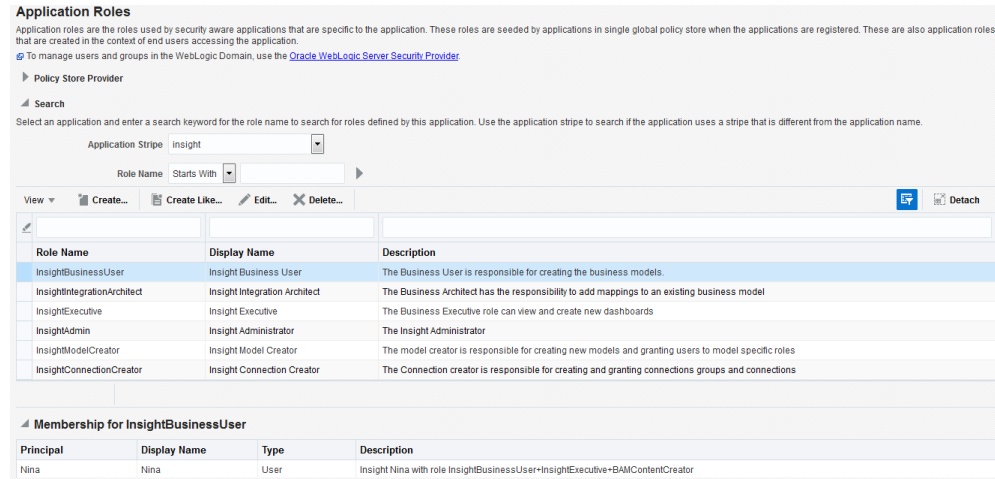 Application Roles
Application roles are the roles used by security aware applications that are specific to the application. These roles are seeded by applications in single global policy store when the applications are registered. These are also application roles
that are created in the context of end users accessing the application.
To manage users and groups in the WebLogic Domain, use the Oracle WebLogic Server Security Provider.
Policy Store Provider
Search
Select an application and enter a search keyword for the role name to search for roles defined by this application. Use the application stripe to search if the application uses a stripe that is different from the application name.
Application Stripe insight
Role Name Starts With
View Create... Create Like... Edit... Delete... Detach
Role Name Display Name Description
InsightBusinessUser Insight Business User The Business User is responsible for creating the business models.
InsightIntegrationArchitect Insight Integration Architect The Business Architect has the responsibility to add mappings to an existing business model
InsightExecutive Insight Executive The Business Executive role can view and create new dashboards
InsightAdmin Insight Administrator The Insight Administrator
InsightModelCreator Insight Model Creator The model creator is responsible for creating new models and granting users to model specific roles
InsightConnectionCreator Insight Connection Creator The Connection creator is responsible for creating and granting connections groups and connections
Membership for InsightBusinessUser
Principal Display Name Type Description
Nina Nina User Insight Nina with role InsightBusinessUser+InsightExecutive+BAMContentCreator